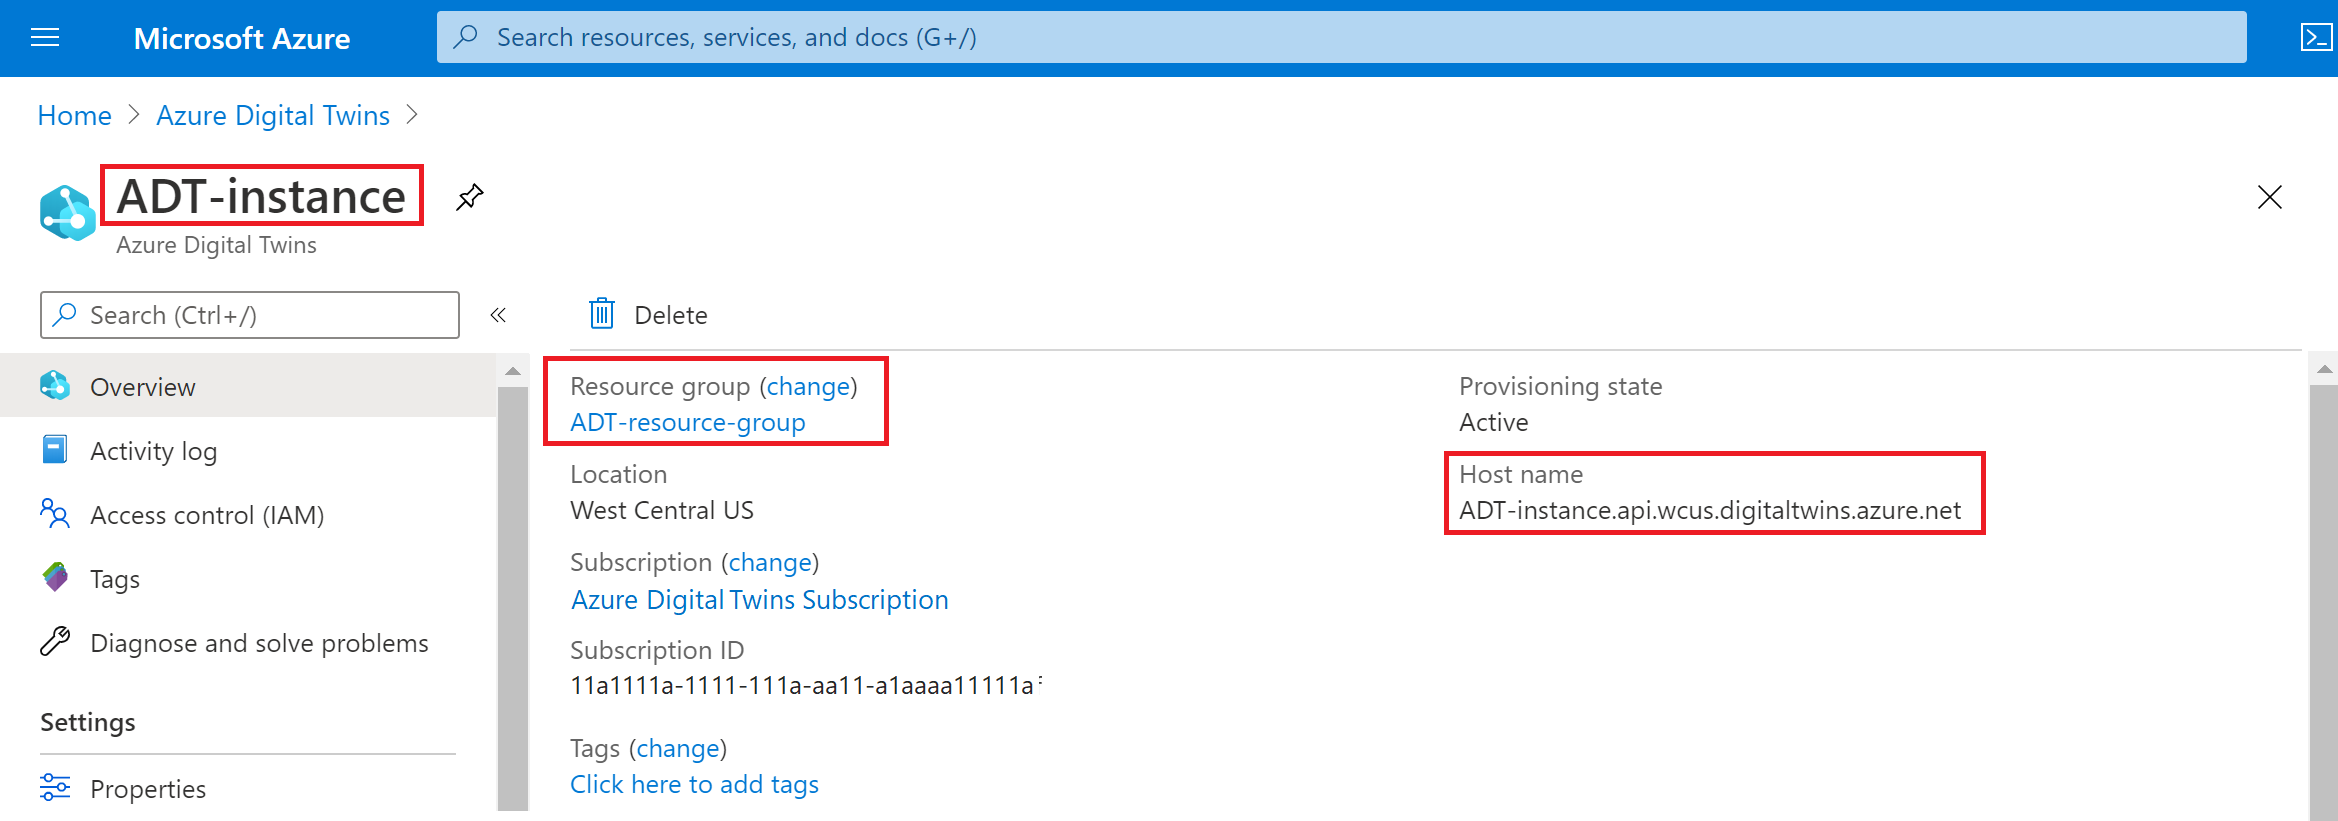 Microsoft Azure
Search resources, services, and docs (G+/)
Home > Azure Digital Twins >
ADT-instance
Azure Digital Twins
Search (Ctrl+/)
«
Delete
Overview
Activity log
Access control (IAM)
Tags
Diagnose and solve problems
Settings
Properties
Resource group (change)
ADT-resource-group
Location
West Central US
Subscription (change)
Azure Digital Twins Subscription
Subscription ID
11a1111a-1111-111a-aa11-a1aaaa11111a
Tags (change)
Click here to add tags
Provisioning state
Active
Host name
ADT-instance.api.wcus.digitaltwins.azure.net